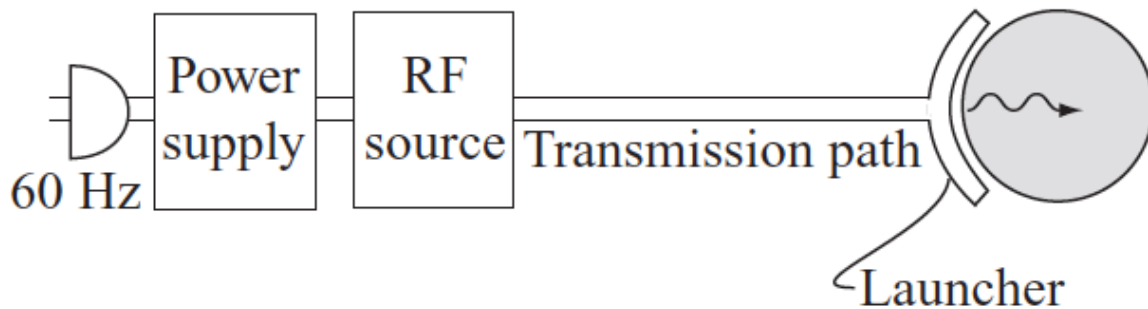 Power
supply
RF
source
Transmission path
60 Hz
Launcher